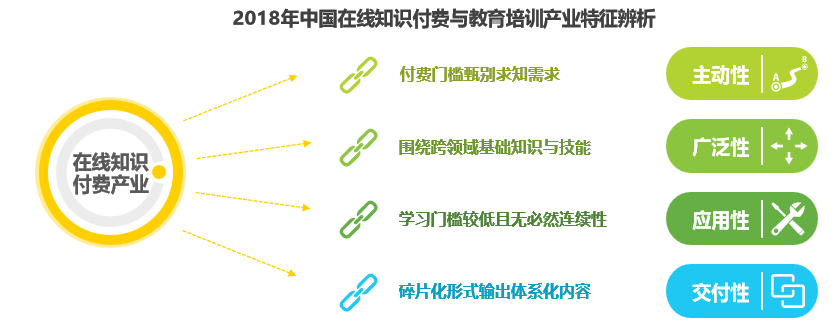 2018年中国在线知识付费与教育培训产业特征辨析
在线知识
付费产业
付费门槛甄别求知需求
主动性
A
B
围绕跨领域基础知识与技能
广泛性
学习门槛较低且无必然连续性
应用性
碎片化形式输出体系化内容
交付性